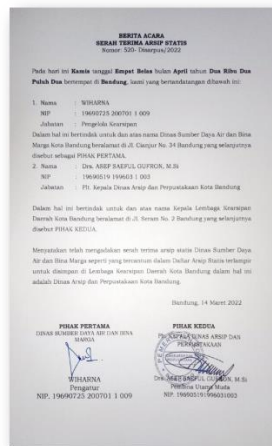 BERITA ACARA
SERAH TERIMA ARSIP STATIS
Nomor: 520- Disarpus/2022
Pada hari ini Kamis tanggal Empat Belas bulan April tahun Dua Ribu Dua
Puluh Dua bertempat di Bandung, kami yang bertandatangan dibawah ini:
1. Nama : WIHARNA
NIP : 19690725 200701 1 009
Jabatan : Pengelola Kearsipan
Dalam hal ini bertindak untuk dan atas nama Dinas Sumber Daya Air dan Bina
Marga Kota Bandung beralamat di Jl. Cianjur No. 34 Bandung yang selanjutnya
disebut sebagai PIHAK PERTAMA.
2. Nama : Drs. ASEP SAEFUL GUFRON, M.Si
NIP : 19690519 199603 1 003
Jabatan : Plt. Kepala Dinas Arsip dan Perpustakaan Kota Bandung
Dalam hal ini bertindak untuk dan atas nama Kepala Lembaga Kearsipan
Daerah Kota Bandung beralamat di Jl. Seram No. 2 Bandung yang selanjutnya
disebut PIHAK KEDUA.
Menyatakan telah mengadakan serah terima arsip statis Dinas Sumber Daya
Air dan Bina Marga seperti yang tercantum dalam Daftar Arsip Statis terlampir
untuk disimpan di Lembaga Kearsipan Daerah Kota Bandung dalam hal ini
adalah Dinas Arsip dan Perpustakaan Kota Bandung.
Bandung, 14 Maret 2022
PIHAK PERTAMA
DINAS SUMBER DAYA AIR DAN BINA
MARGA
WIHARNA
Pengatur
NIP. 19690725 200701 1 009
PIHAK KEDUA
KEPALA DINAS ARSIP DAN
PERPUSTAKAAN
Drs. ASEP SAEFUL GUFRON, M.Si
Pembina Utama Muda
NIP. 196905191996031003